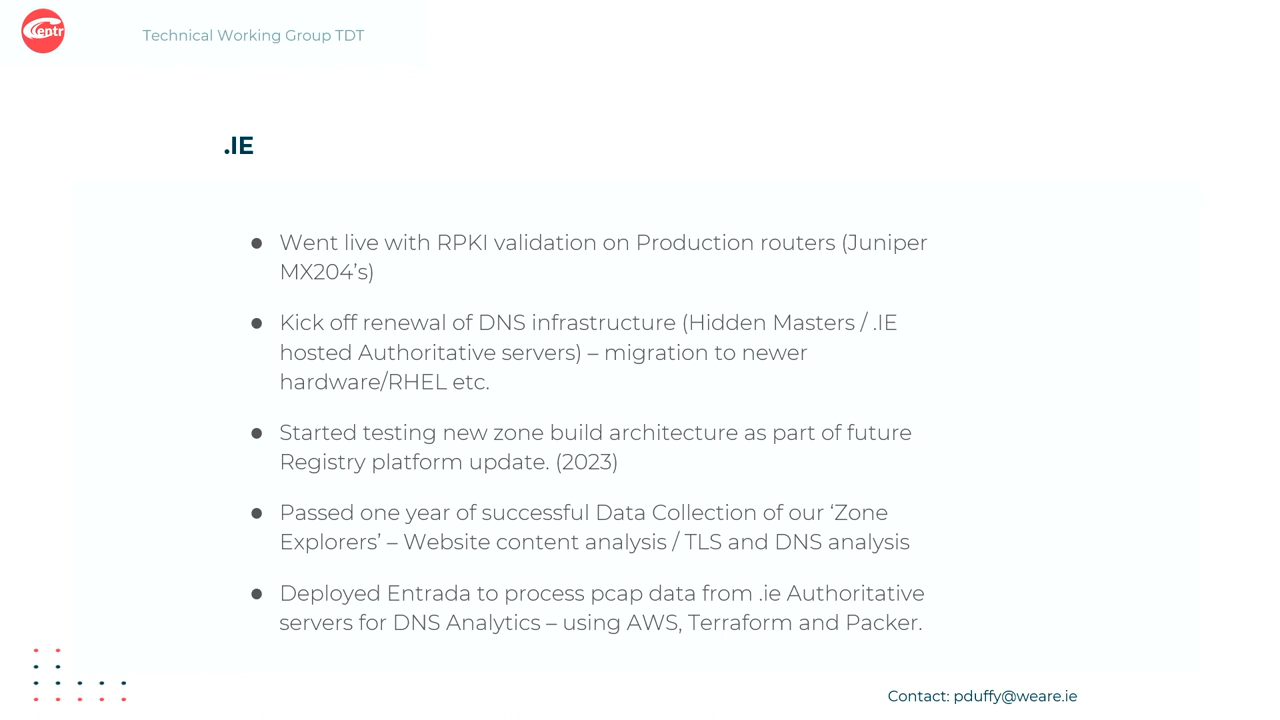 Centr
Technical Working Group TDT
.IE
● Went live with RPKI validation on Production routers (Juniper
MX204’s)
● Kick off renewal of DNS infrastructure (Hidden Masters / .IE
hosted Authoritative servers) – migration to newer
hardware/RHEL etc.
● Started testing new zone build architecture as part of future
Registry platform update. (2023)
● Passed one year of successful Data Collection of our ‘Zone
Explorers’ – Website content analysis / TLS and DNS analysis
● Deployed Entrada to process pcap data from .ie Authoritative
servers for DNS Analytics – using AWS, Terraform and Packer.
Contact: pduffy@weare.ie